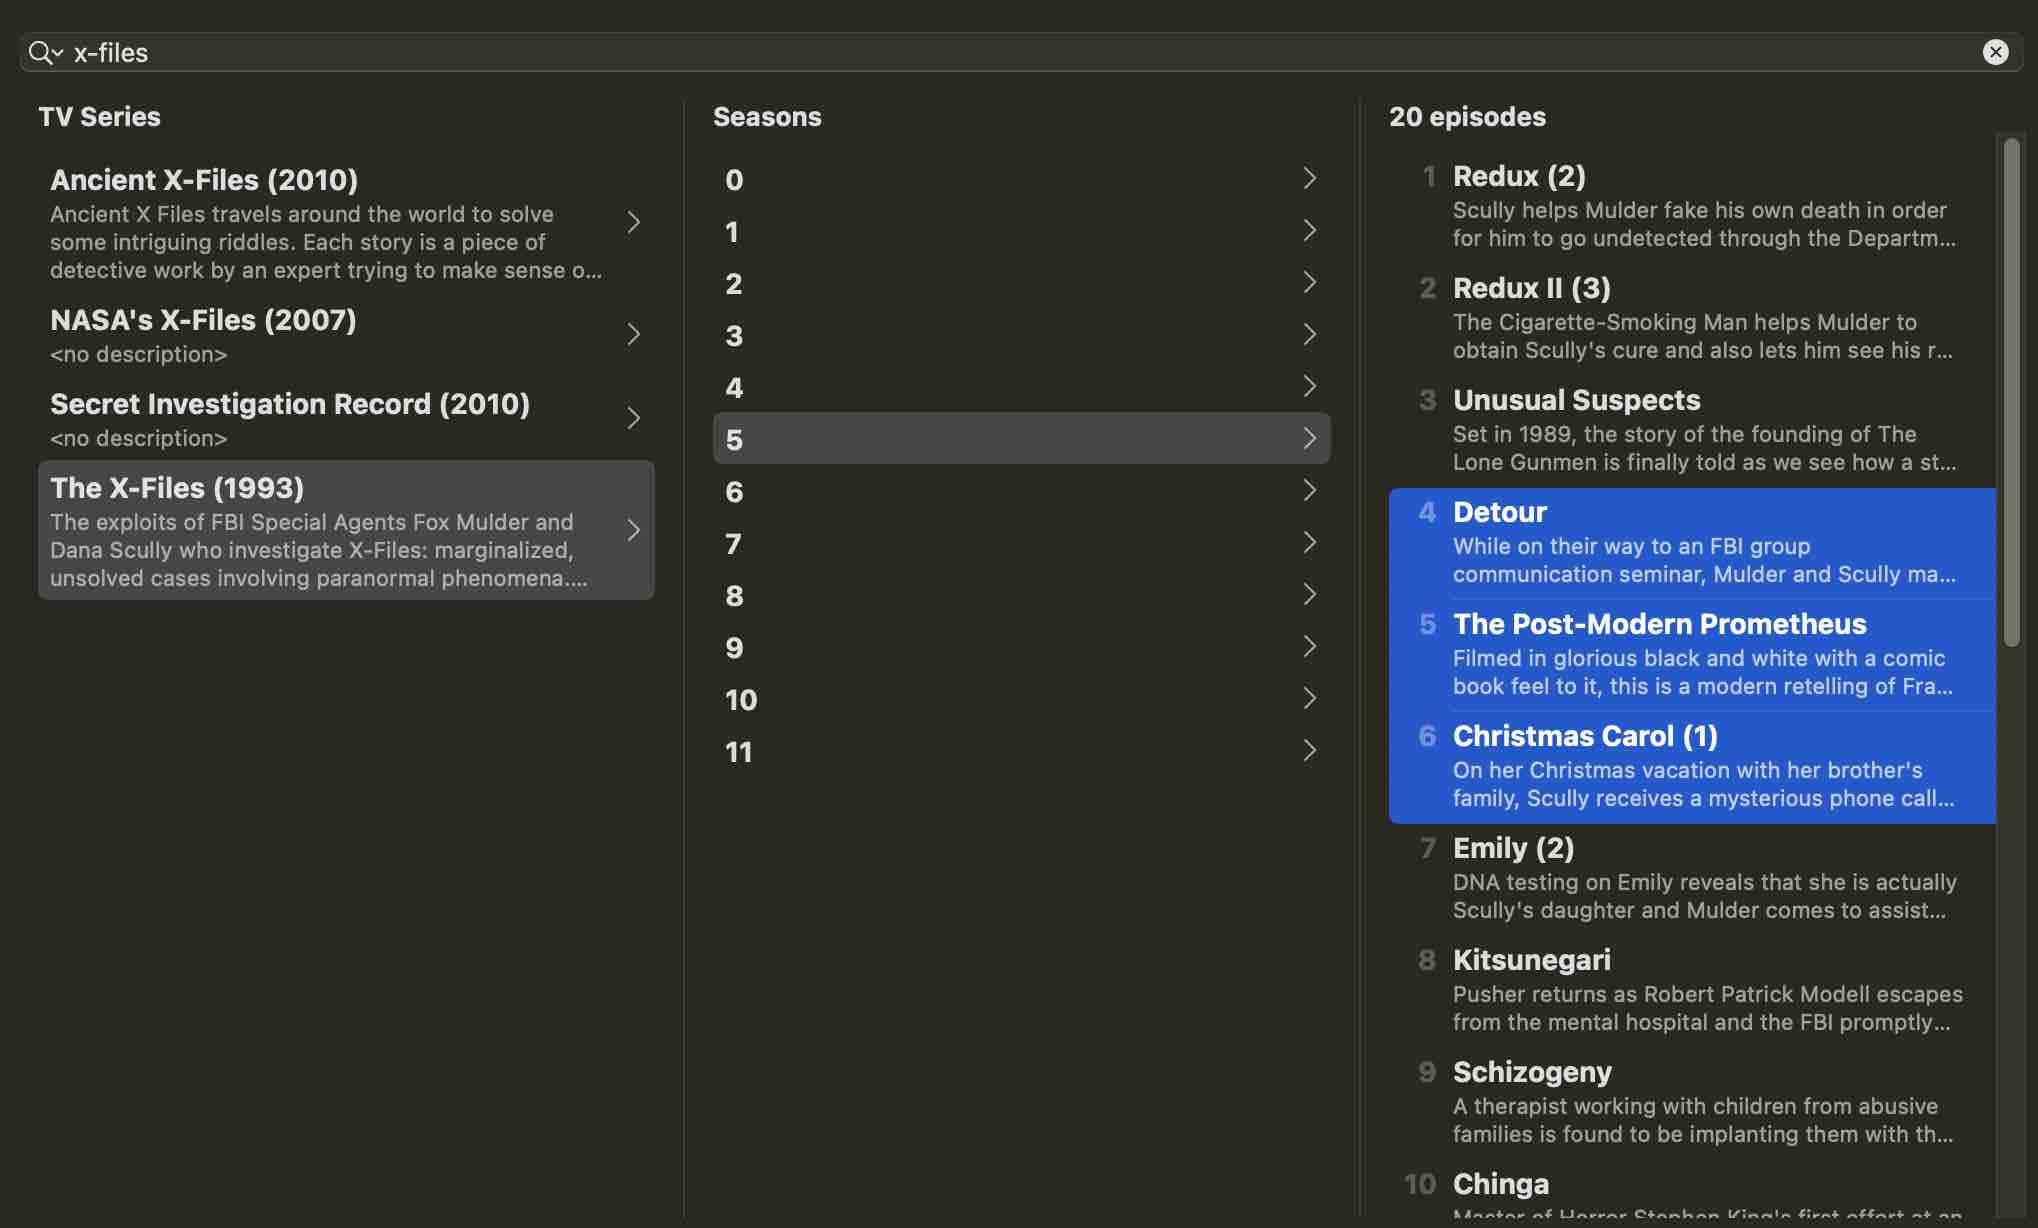 x-files
TV Series
Ancient X-Files (2010)
Ancient X Files travels around the world to solve
some intriguing riddles. Each story is a piece of
detective work by an expert trying to make sense o...
NASA's X-Files (2007)
<no description>
Secret Investigation Record (2010)
<no description>
The X-Files (1993)
The exploits of FBI Special Agents Fox Mulder and
Dana Scully who investigate X-Files: marginalized,
unsolved cases involving paranormal phenomena....
Seasons
0
1
2
3
4
5
6
7
8
9
10
11
20 episodes
1 Redux (2)
Scully helps Mulder fake his own death in order
for him to go undetected through the Departm...
2 Redux II (3)
The Cigarette-Smoking Man helps Mulder to
obtain Scully's cure and also lets him see his r...
3 Unusual Suspects
Set in 1989, the story of the founding of The
Lone Gunmen is finally told as we see how a st...
4 Detour
While on their way to an FBI group
communication seminar, Mulder and Scully ma...
5 The Post-Modern Prometheus
Filmed in glorious black and white with a comic
book feel to it, this is a modern retelling of Fra...
6 Christmas Carol (1)
On her Christmas vacation with her brother's
family, Scully receives a mysterious phone call...
7 Emily (2)
DNA testing on Emily reveals that she is actually
Scully's daughter and Mulder comes to assist...
8 Kitsunegari
Pusher returns as Robert Patrick Modell escapes
from the mental hospital and the FBI promptly...
9 Schizogeny
A therapist working with children from abusive
families is found to be implanting them with th...
10 Chinga
Master of Horror Stephen King's first effort at an